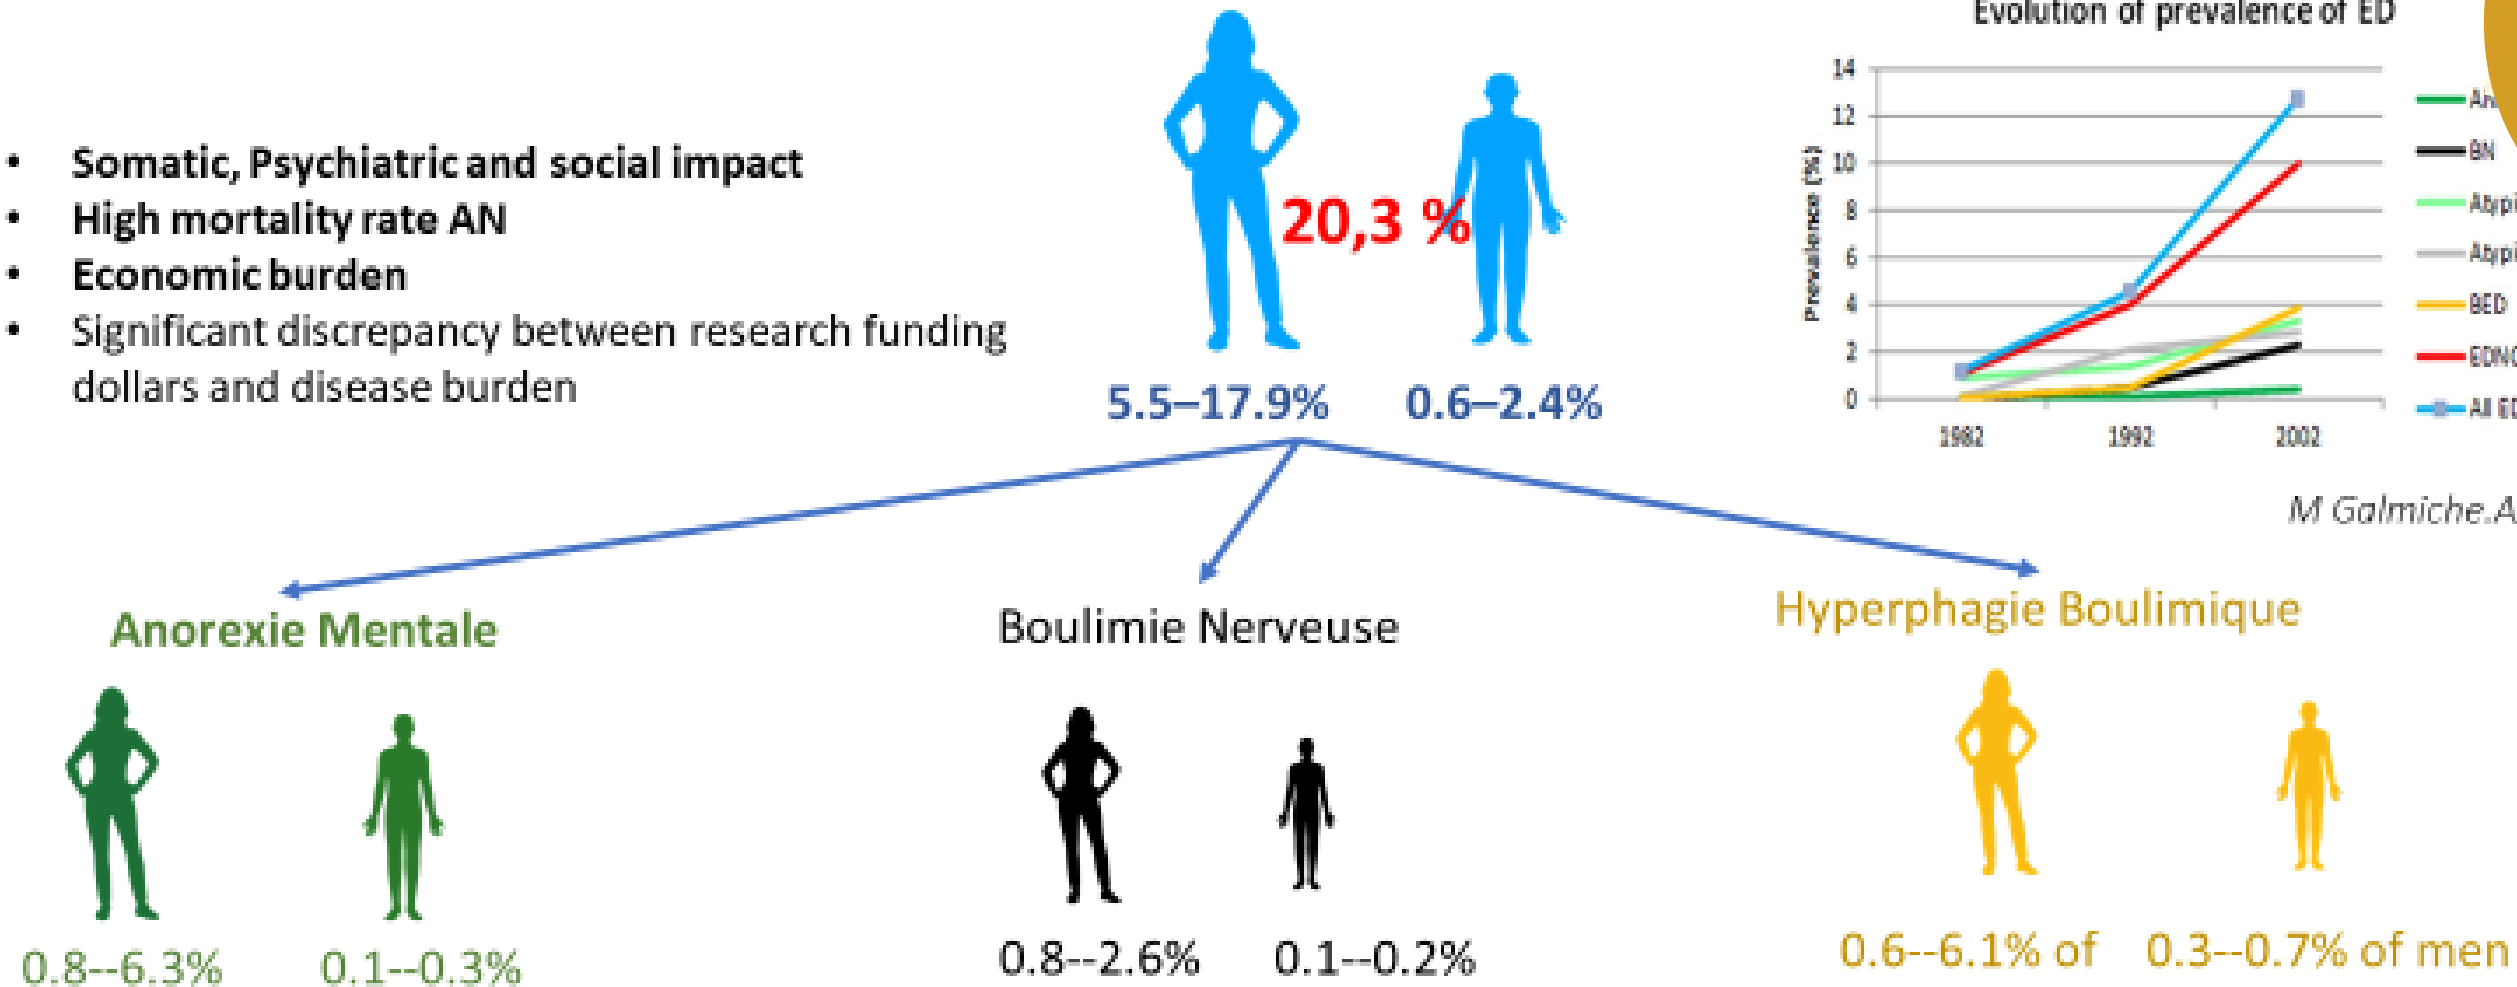 • Somatic, Psychiatric and social impact
• High mortality rate AN
• Economic burden
• Significant discrepancy between research funding
dollars and disease burden
20,3 %
5.5–17.9%
0.6–2.4%
Evolution of prevalence of ED
Prevalence (%)
14
12
10
8
6
4
2
0
1982
1992
2002
BN
BED
All
M Galmiche.A
Anorexie Mentale
0.8--6.3%
0.1--0.3%
Boulimie Nerveuse
0.8--2.6%
0.1--0.2%
Hyperphagie Boulimique
0.6--6.1% of
0.3--0.7% of men